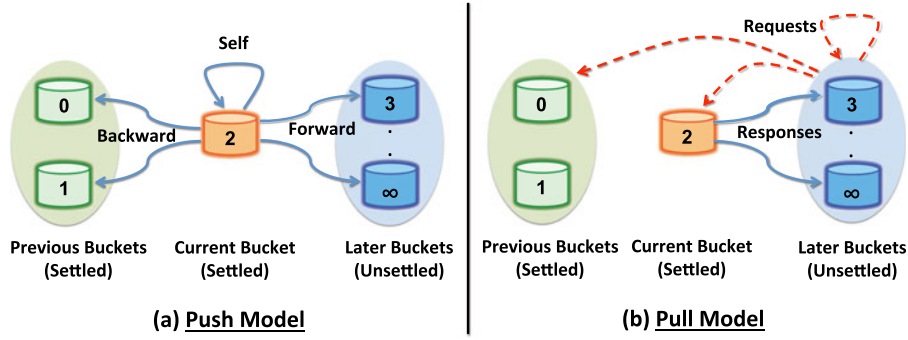 Self
0
Backward
2
Forward
3
.
.
1
∞
Previous Buckets
(Settled)
Current Bucket
(Settled)
Later Buckets
(Unsettled)
(a) Push Model
Requests
0
2
Responses
3
.
.
1
∞
Previous Buckets
(Settled)
Current Bucket
(Settled)
Later Buckets
(Unsettled)
(b) Pull Model